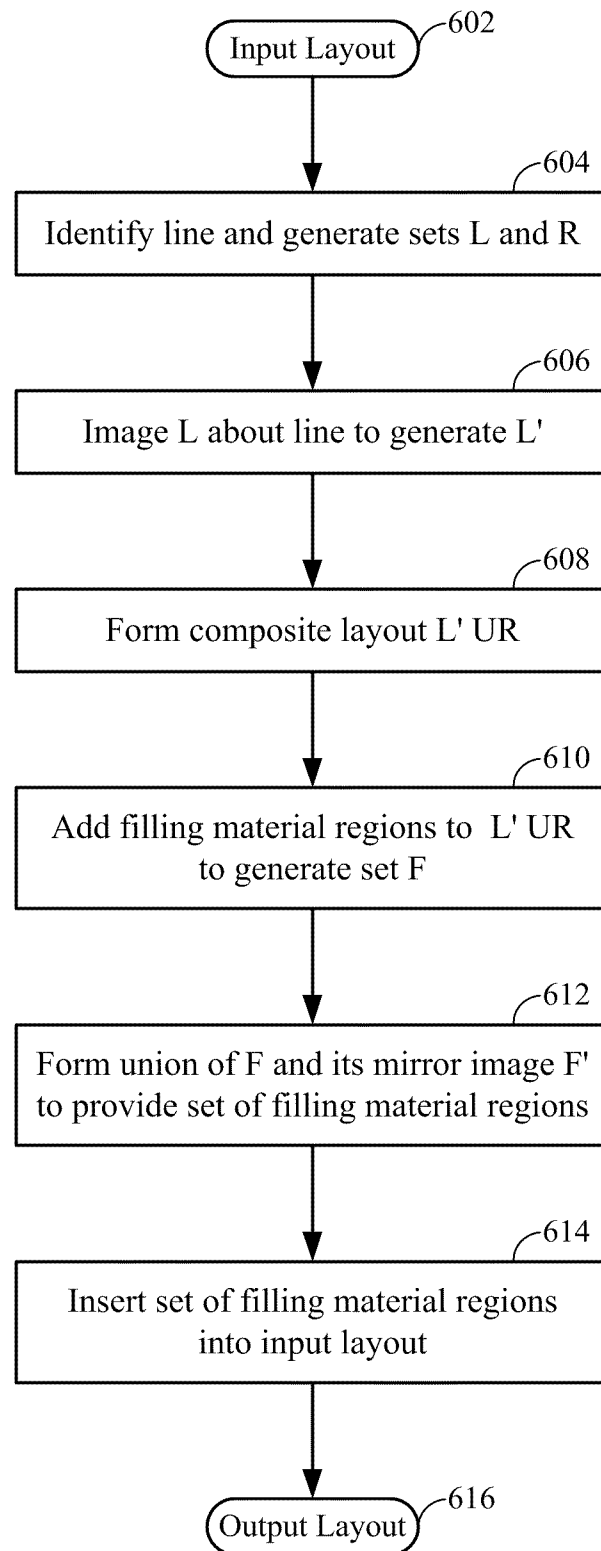 Input Layout
602
604
Identify line and generate sets L and R
606
Image L about line to generate L'
608
Form composite layout L' UR
610
Add filling material regions to L' UR
to generate set F
612
Form union of F and its mirror image F'
to provide set of filling material regions
614
Insert set of filling material regions
into input layout
616
Output Layout